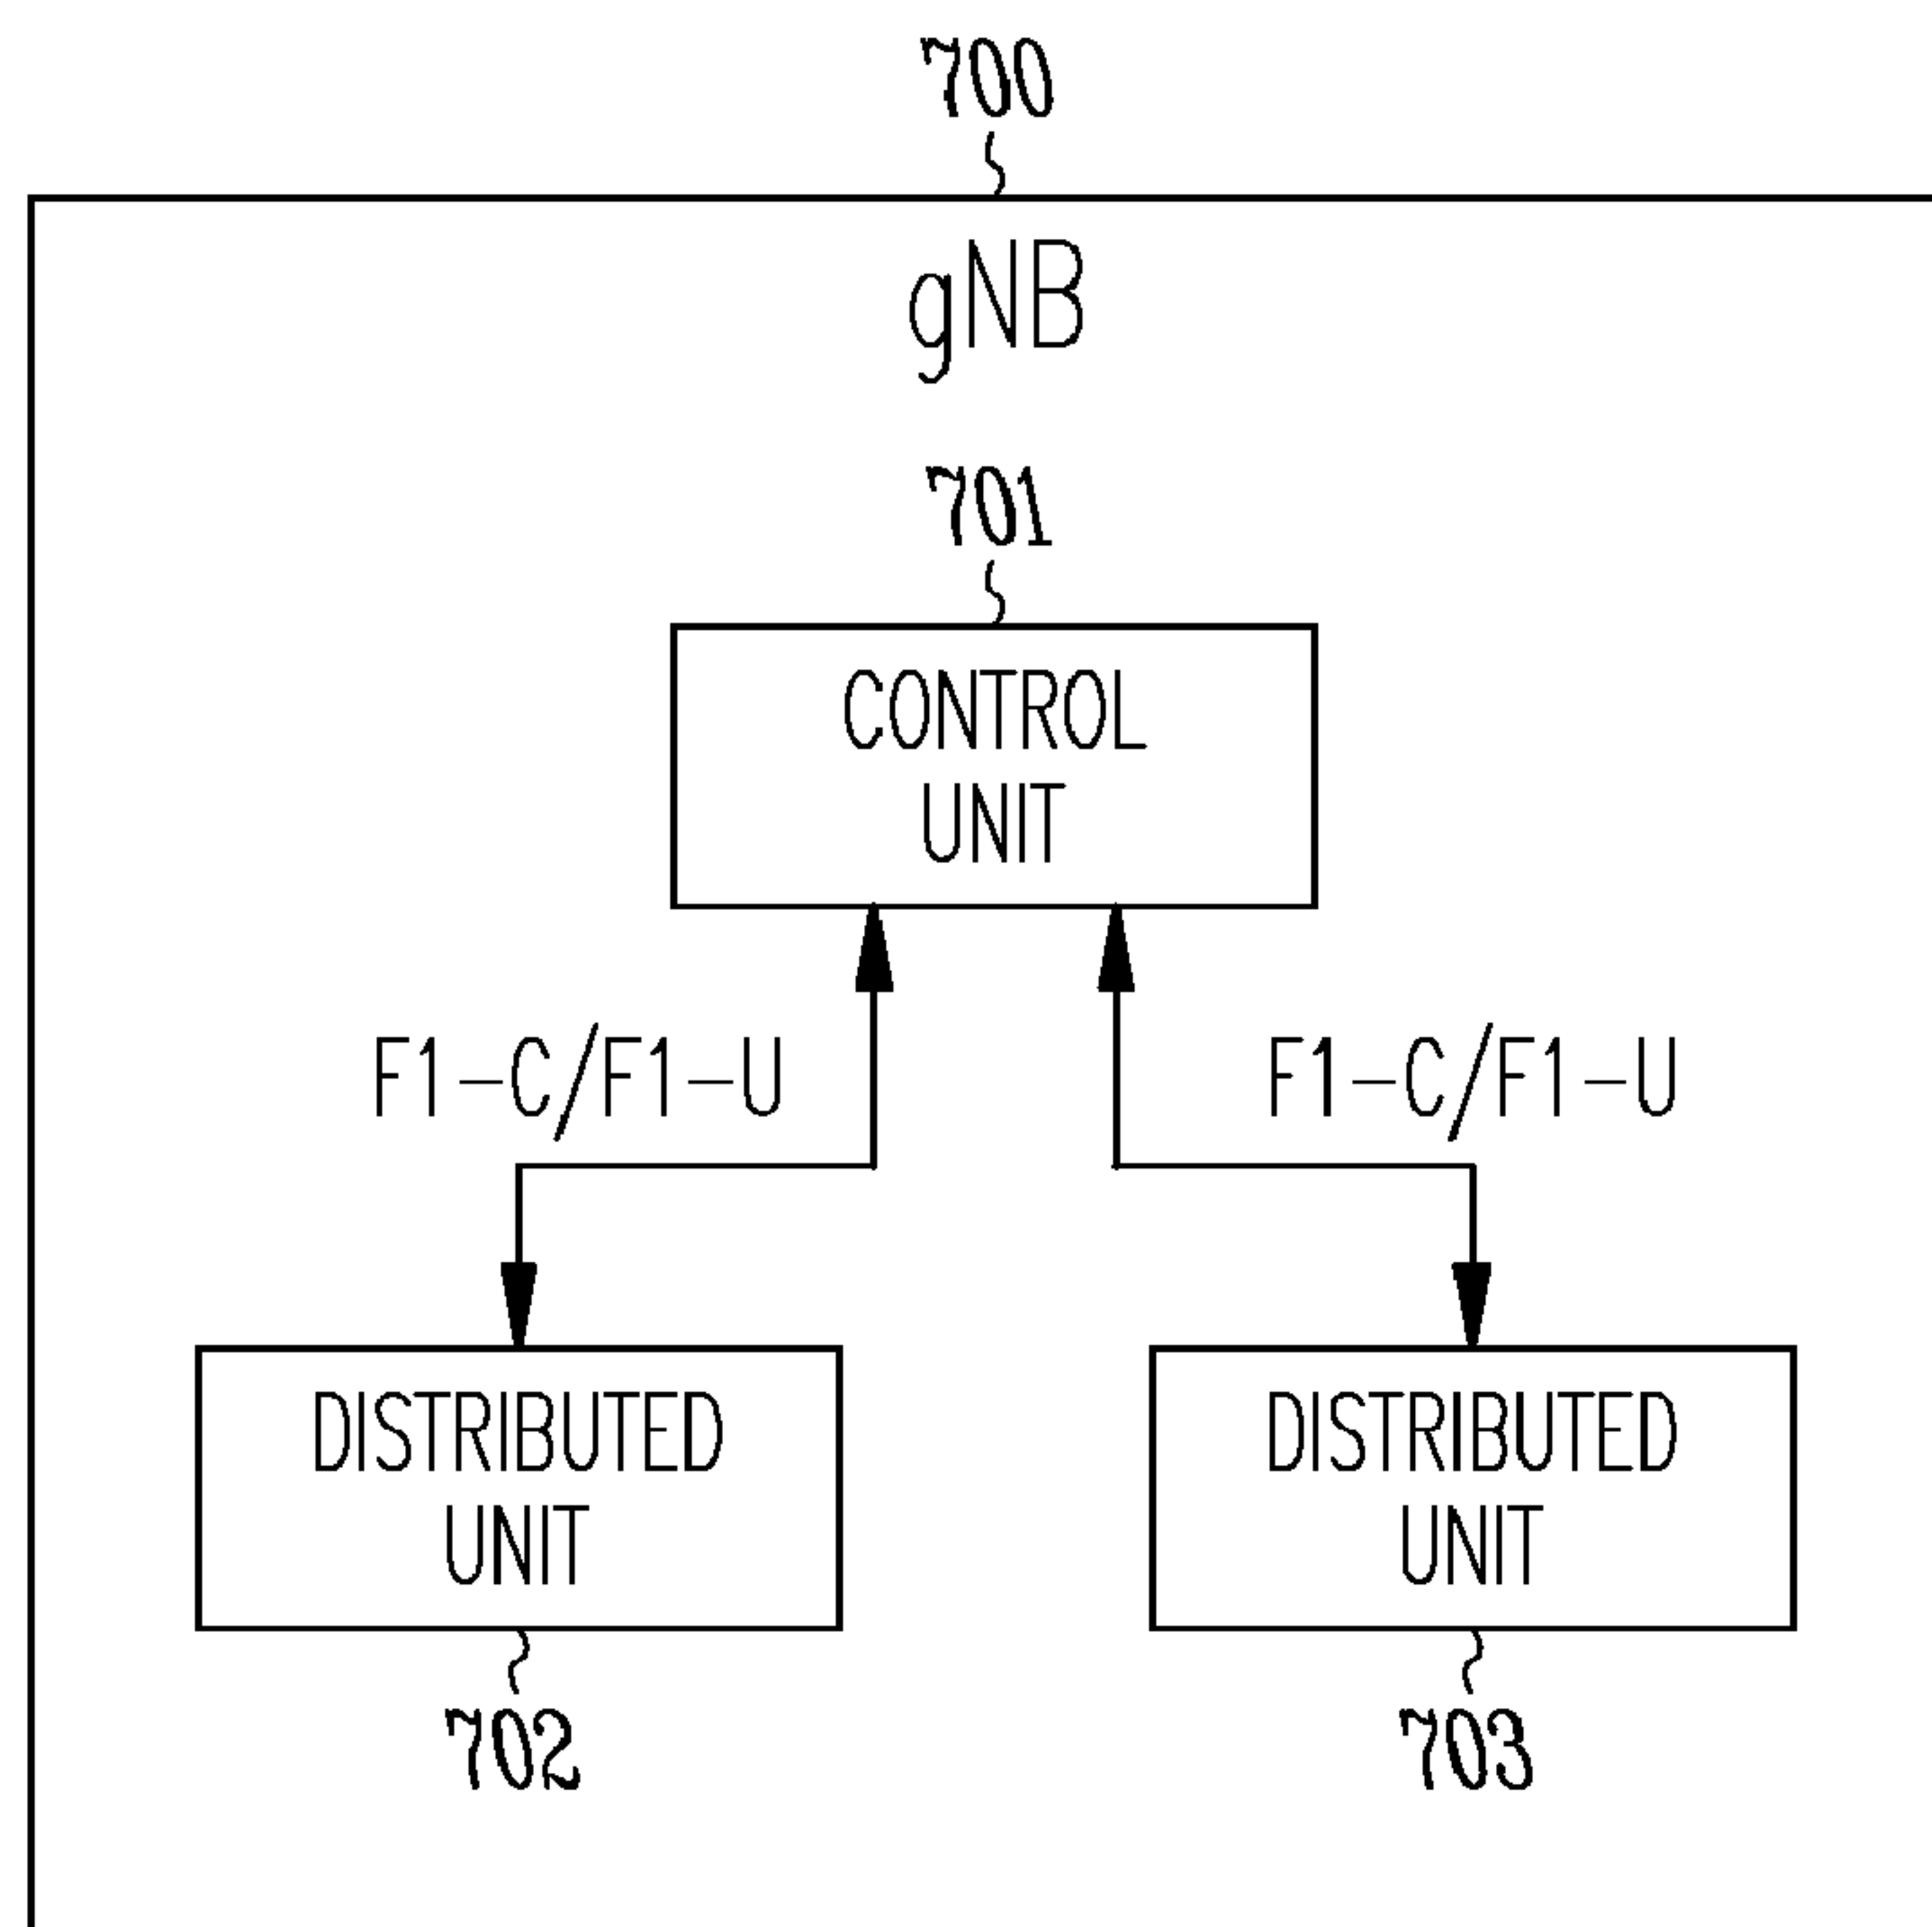 700
gNB
701
CONTROL
UNIT
F1-C/F1-U
F1-C/F1-U
DISTRIBUTED
UNIT
DISTRIBUTED
UNIT
702
703